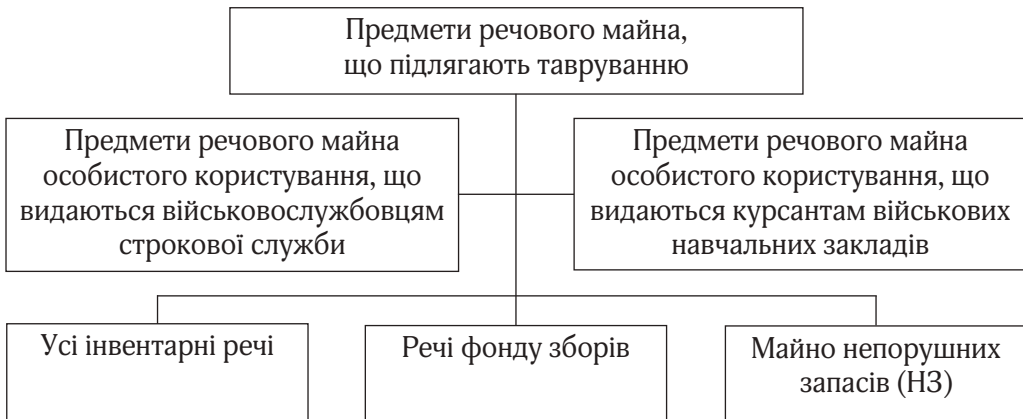 Предмети речового майна,
що підлягають тавруванню
Предмети речового майна
особистого користування, що
видаються військовослужбовцям
строкової служби
Предмети речового майна
особистого користування, що
видаються курсантам військових
навчальних закладів
Усі інвентарні речі
Речі фонду зборів
Майно непорушних
запасів (НЗ)